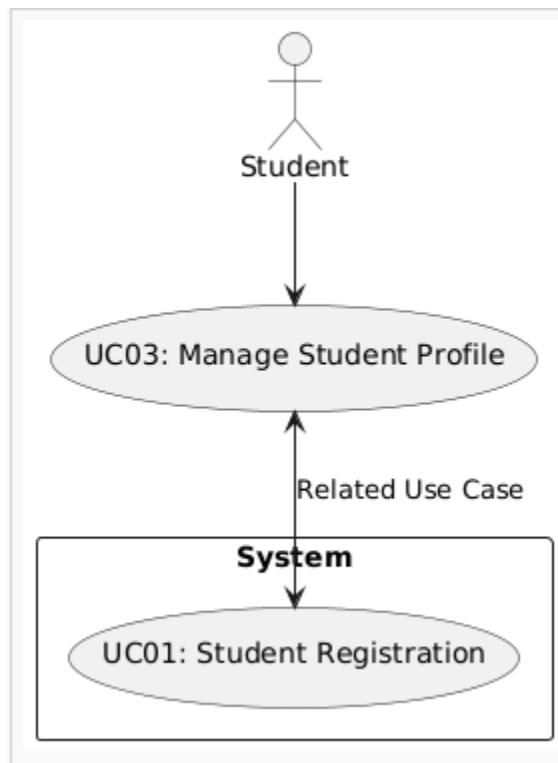 Student
UC03: Manage Student Profile
Related Use Case
System
UC01: Student Registration